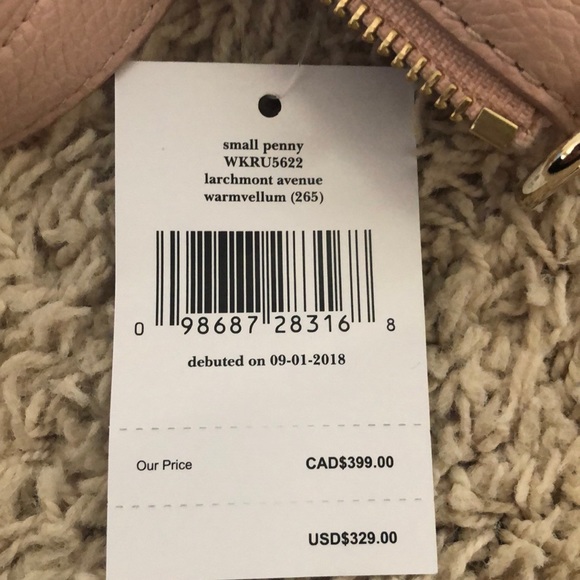 small penny
WKRU5622
larchmont avenue
warmvellum (265)
0 98687 28316 8
debuted on 09-01-2018
Our Price CAD$399.00
USD$329.00